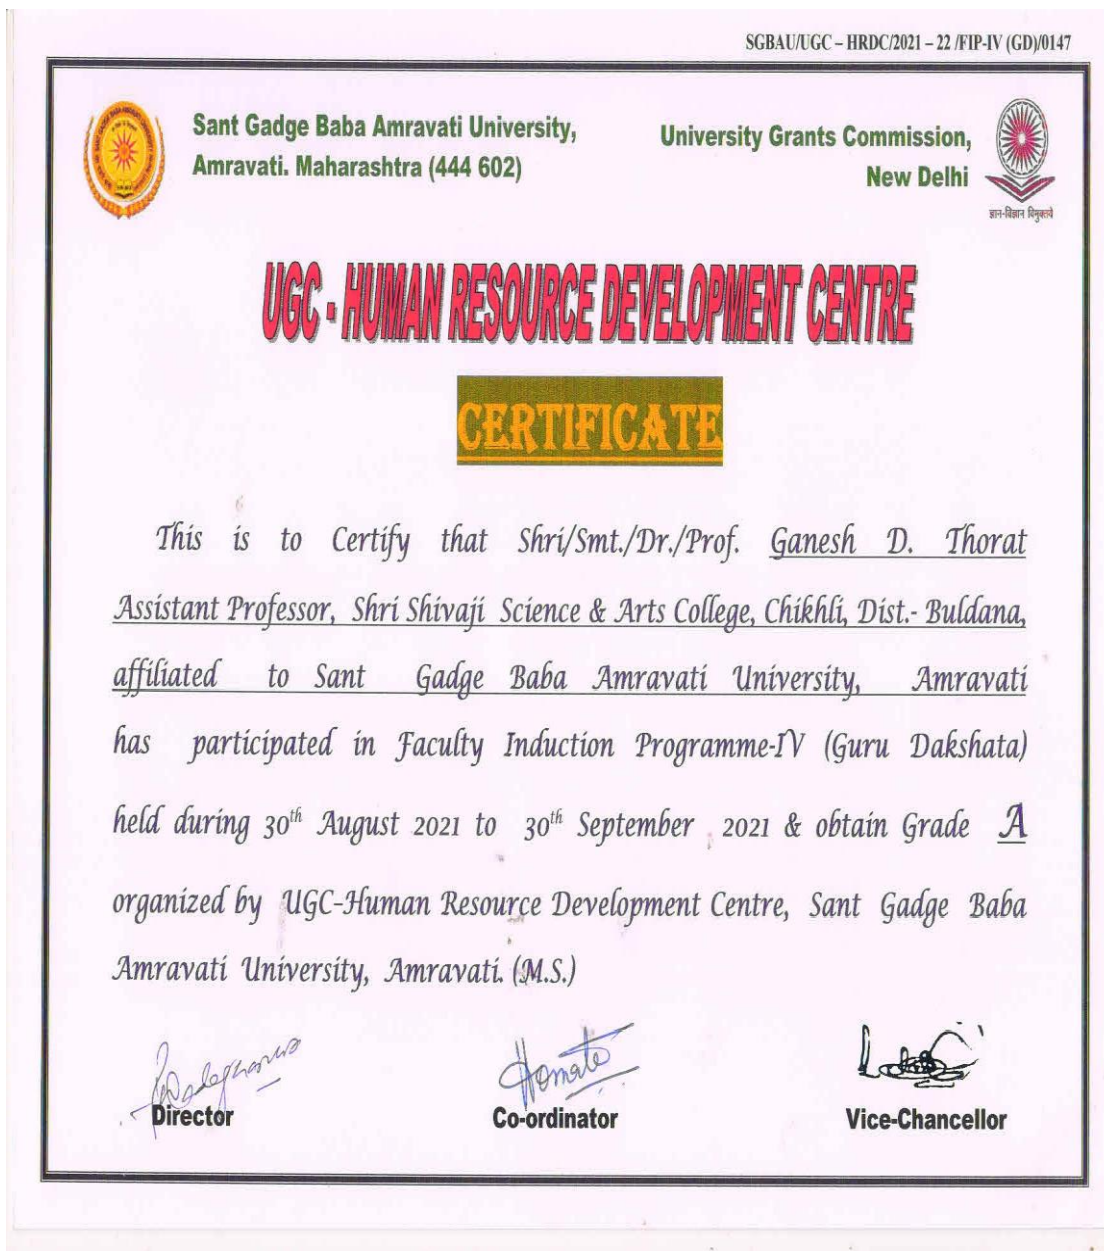 SGBAU/UGC – HRDC/2021 – 22 /FIP-IV (GD)/0147
Sant Gadge Baba Amravati University,
Amravati. Maharashtra (444 602)
University Grants Commission,
New Delhi
ज्ञान-विज्ञान विमुक्तये
UGC - HUMAN RESOURCE DEVELOPMENT CENTRE
CERTIFICATE
This is to Certify that Shri/Smt./Dr./Prof. Ganesh D. Thorat
Assistant Professor, Shri Shivaji Science & Arts College, Chikhli, Dist.- Buldana,
affiliated to Sant Gadge Baba Amravati University, Amravati
has participated in Faculty Induction Programme-IV (Guru Dakshata)
held during 30th August 2021 to 30th September 2021 & obtain Grade A
organized by UGC-Human Resource Development Centre, Sant Gadge Baba
Amravati University, Amravati. (M.S.)
Director
Co-ordinator
Vice-Chancellor